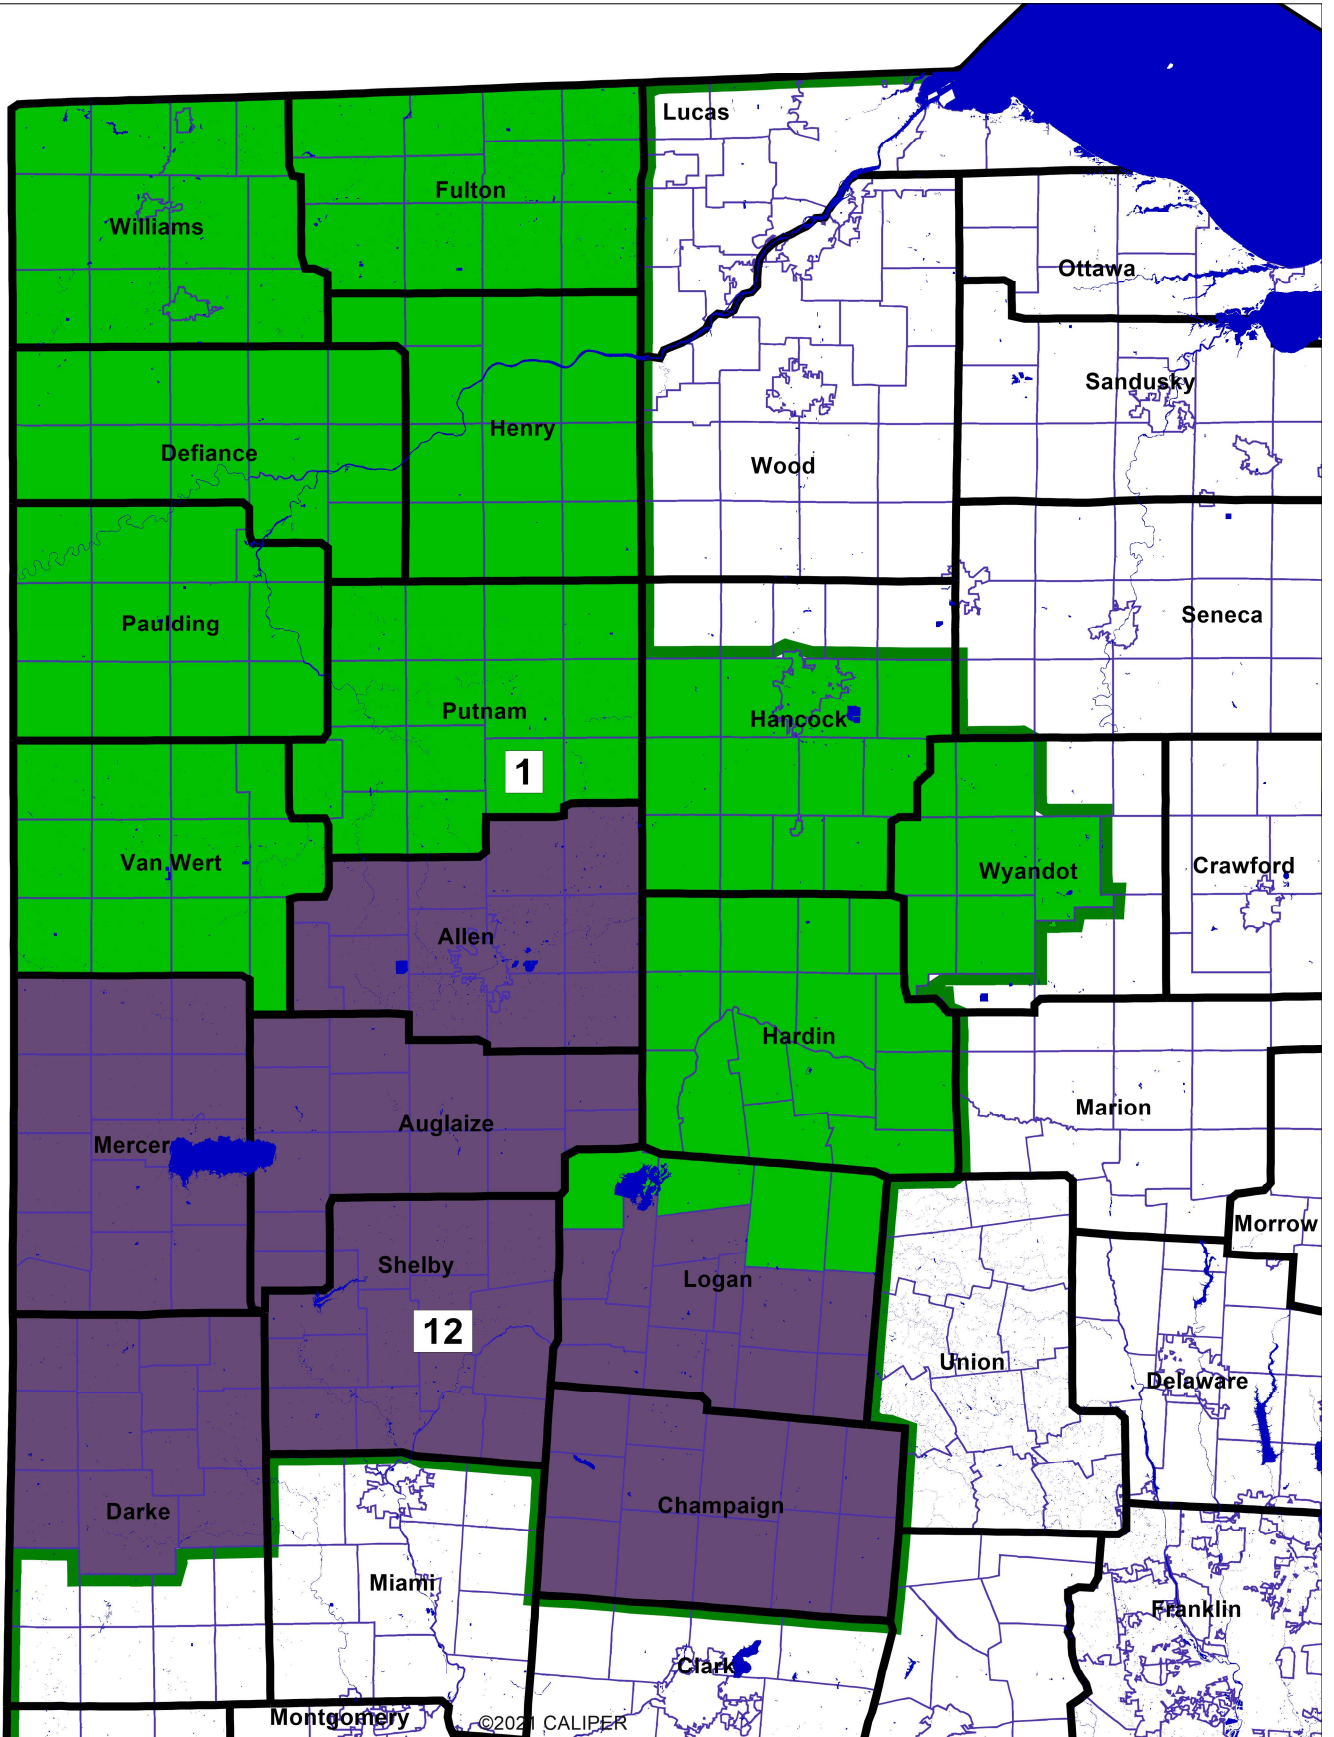 Lucas
Fulton
Williams
Ottawa
Sandusky
Henry
Defiance
Wood
Seneca
Paulding
Putnam
Hancock
1
Van Wert
Crawford
Wyandot
Allen
Hardin
Marion
Auglaize
Mercer
Morrow
Shelby
Logan
12
Union
Delaware
Champaign
Darke
Miami
Franklin
Clark
Montgomery
©2021 CALIPER